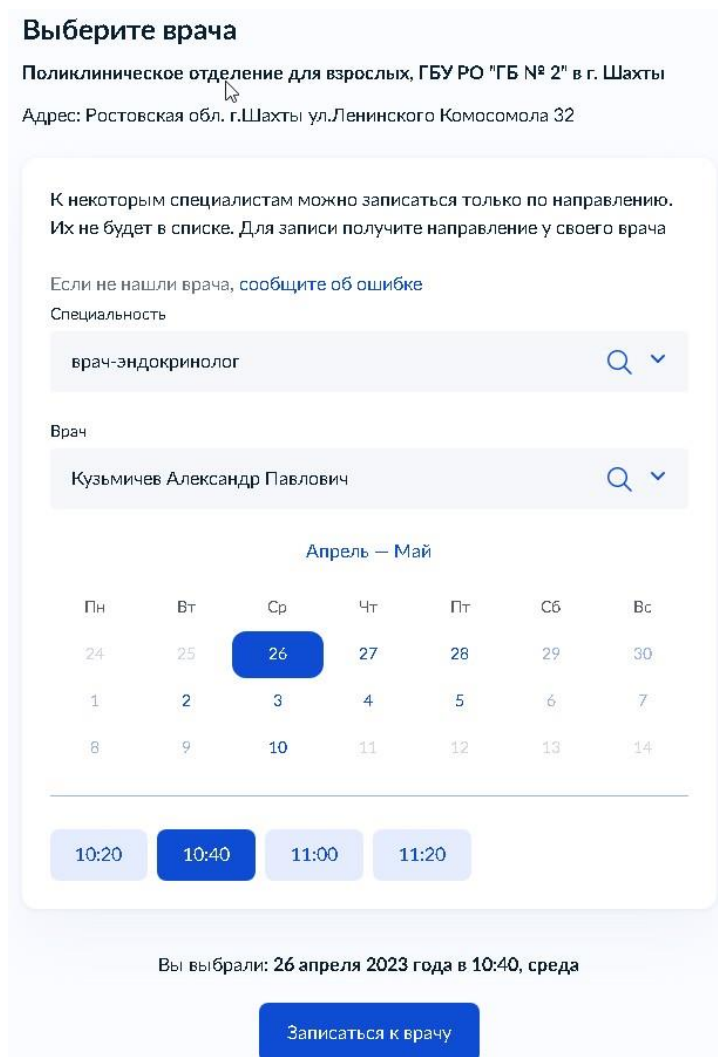 Выберите врача
Поликлиническое отделение для взрослых, ГБУ РО "ГБ № 2" в г. Шахты
Адрес: Ростовская обл. г.Шахты ул.Ленинского Комосомола 32
К некоторым специалистам можно записаться только по направлению.
Их не будет в списке. Для записи получите направление у своего врача
Если не нашли врача, сообщите об ошибке
Специальность
врач-эндокринолог
Врач
Кузьмичев Александр Павлович
Апрель — Май
Пн Вт Ср Чт Пт Сб Вс
24 25 26 27 28 29 30
1 2 3 4 5 6 7
8 9 10 11 12 13 14
10:20 10:40 11:00 11:20
Вы выбрали: 26 апреля 2023 года в 10:40, среда
Записаться к врачу